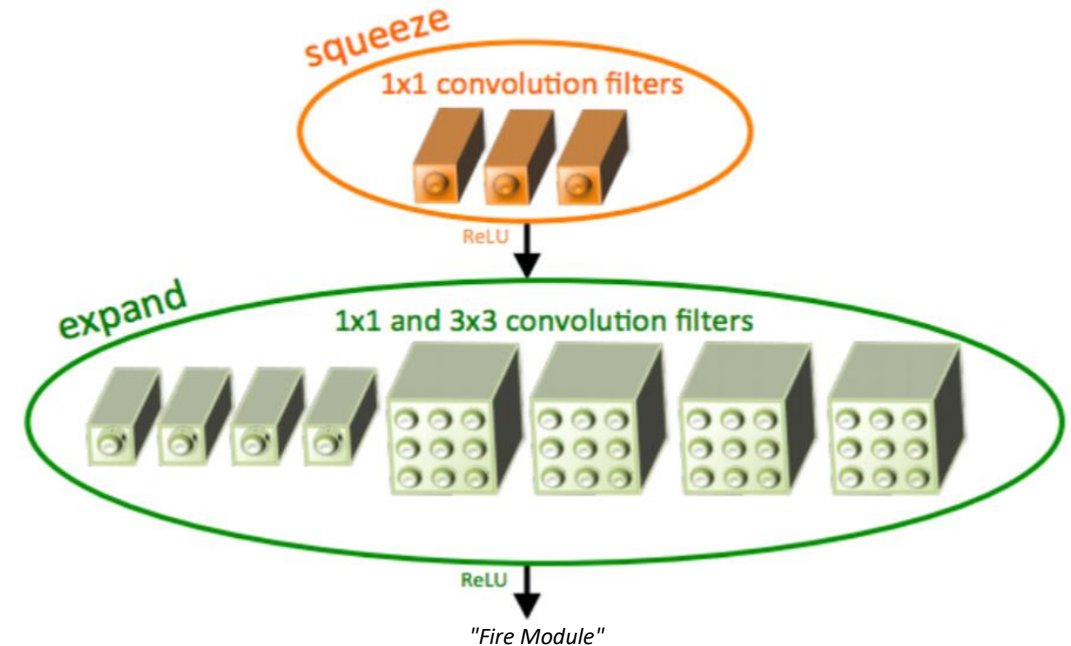 squeeze
1x1 convolution filters
ReLU
expand
1x1 and 3x3 convolution filters
ReLU
"Fire Module"